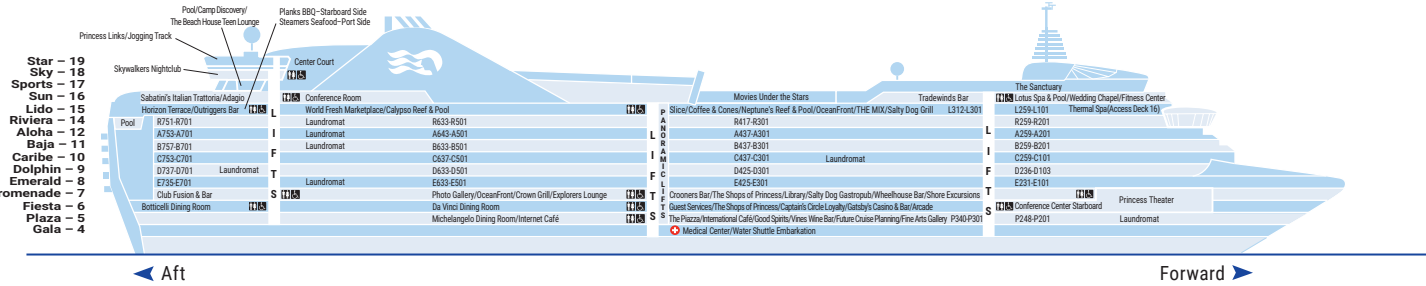 Pool/Camp Discovery/
The Beach House Teen Lounge
Planks BBQ–Starboard Side
Steamers Seafood–Port Side
Princess Links/Jogging Track
Skywalkers Nightclub
Center Court
Star – 19
Sky – 18
Sports – 17
The Sanctuary
Sun – 16
Sabatini's Italian Trattoria/Adagio
Conference Room
Movies Under the Stars
Tradewinds Bar
Lotus Spa & Pool/Wedding Chapel/Fitness Center
Lido – 15
Horizon Terrace/Outriggers Bar
World Fresh Marketplace/Calypso Reef & Pool
Slice/Coffee & Cones/Neptune's Reef & Pool/OceanFront/THE MIX/Salty Dog Grill
L312-L301
L259-L101
Thermal Spa(Access Deck 16)
Riviera – 14
Pool
R751-R701
Laundromat
R633-R501
R417-R301
R259-R201
Aloha – 12
A753-A701
Laundromat
A643-A501
A437-A301
A259-A201
Baja – 11
B757-B701
Laundromat
B633-B501
B437-B301
B259-B201
Caribe – 10
C753-C701
C637-C501
C437-C301
Laundromat
C259-C101
Dolphin – 9
D737-D701
Laundromat
D633-D501
D425-D301
D236-D103
Emerald – 8
E735-E701
Laundromat
E633-E501
E425-E301
E231-E101
romenade – 7
Club Fusion & Bar
Photo Gallery/OceanFront/Crown Grill/Explorers Lounge
Crooners Bar/The Shops of Princess/Library/Salty Dog Gastropub/Wheelhouse Bar/Shore Excursions
Princess Theater
Fiesta – 6
Botticelli Dining Room
Da Vinci Dining Room
Guest Services/The Shops of Princess/Captain's Circle Loyalty/Gatsby's Casino & Bar/Arcade
Conference Center Starboard
Plaza – 5
Michelangelo Dining Room/Internet Café
The Piazza/International Café/Good Spirits/Vines Wine Bar/Future Cruise Planning/Fine Arts Gallery
P340-P301
P248-P201
Laundromat
Gala – 4
Medical Center/Water Shuttle Embarkation
LIFTS
LIFTS
PANORAMIC LIFTS
LIFTS
Aft
Forward